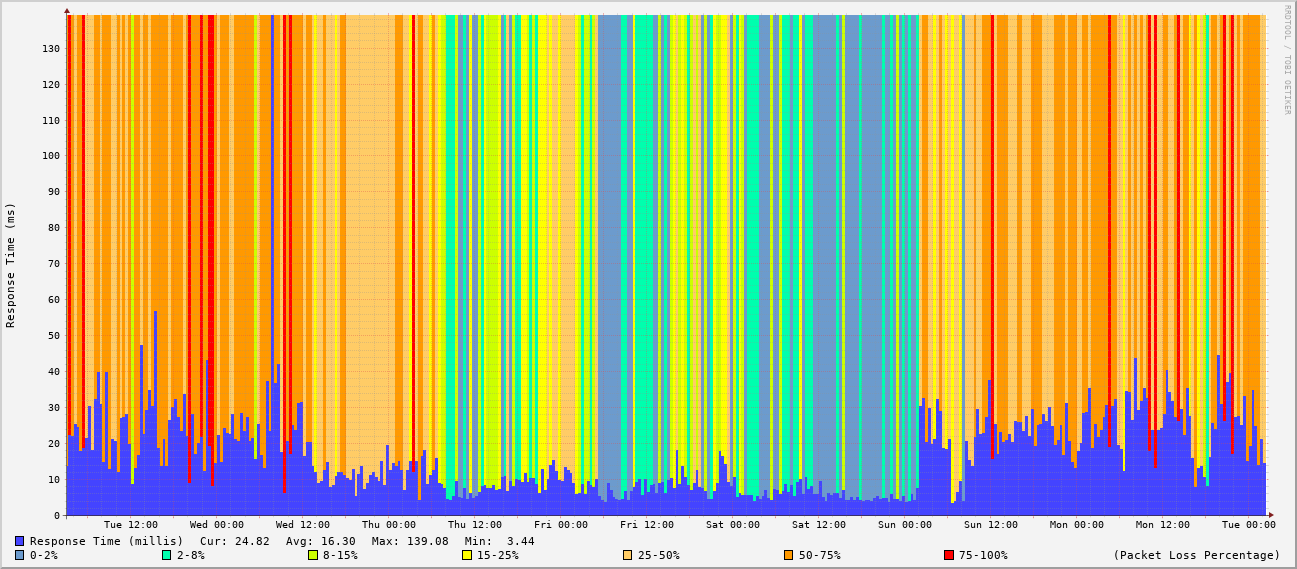 RRDTOOL / TOBI OETIKER
Response Time (ms)
130
120
110
100
90
80
70
60
50
40
30
20
10
0
Tue 12:00 Wed 00:00 Wed 12:00 Thu 00:00 Thu 12:00 Fri 00:00 Fri 12:00 Sat 00:00 Sat 12:00 Sun 00:00 Sun 12:00 Mon 00:00 Mon 12:00 Tue 00:00
Response Time (millis) Cur: 24.82 Avg: 16.30 Max: 139.08 Min: 3.44
0-2% 2-8% 8-15% 15-25% 25-50% 50-75% 75-100% (Packet Loss Percentage)